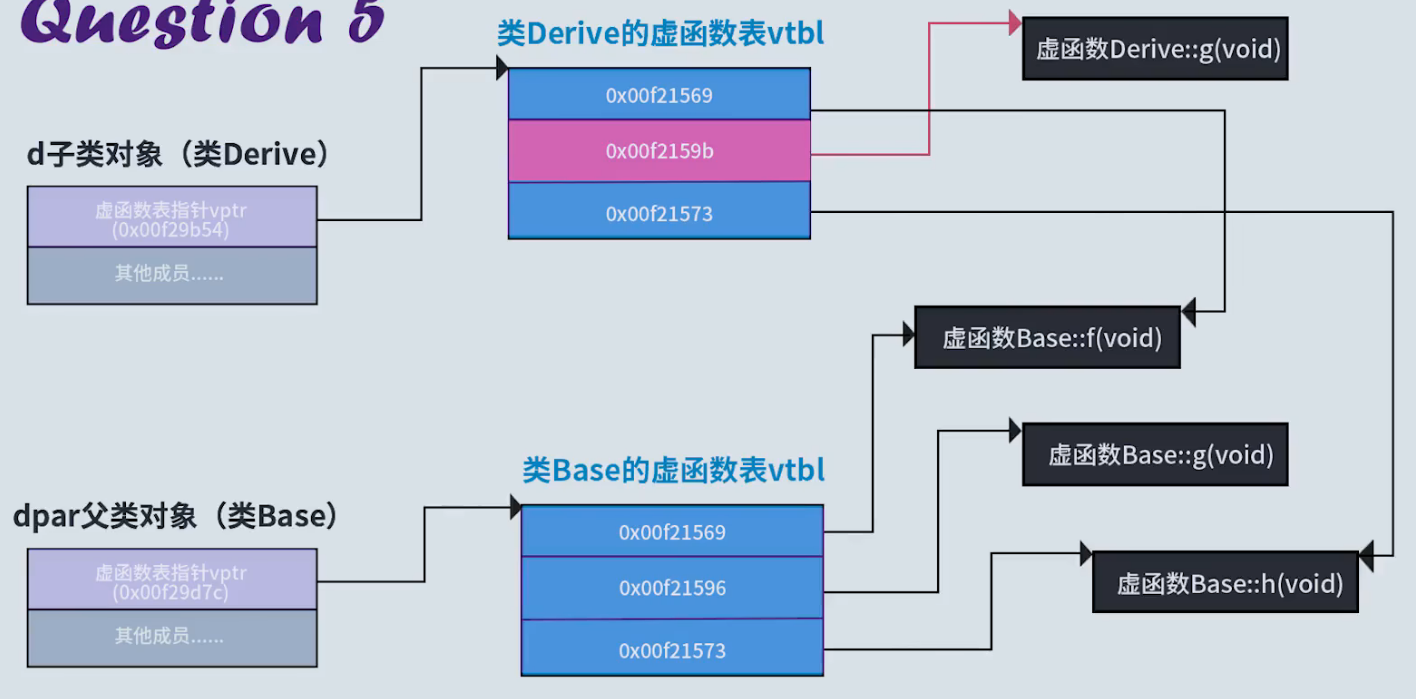 Question 5
类Derive的虚函数表vtbl
虚函数Derive::g(void)
0x00f21569
0x00f2159b
0x00f21573
d子类对象（类Derive）
虚函数表指针vptr
(0x00f29b54)
其他成员......
虚函数Base::f(void)
类Base的虚函数表vtbl
虚函数Base::g(void)
dpar父类对象（类Base）
虚函数表指针vptr
(0x00f29d7c)
其他成员......
0x00f21569
0x00f21596
0x00f21573
虚函数Base::h(void)